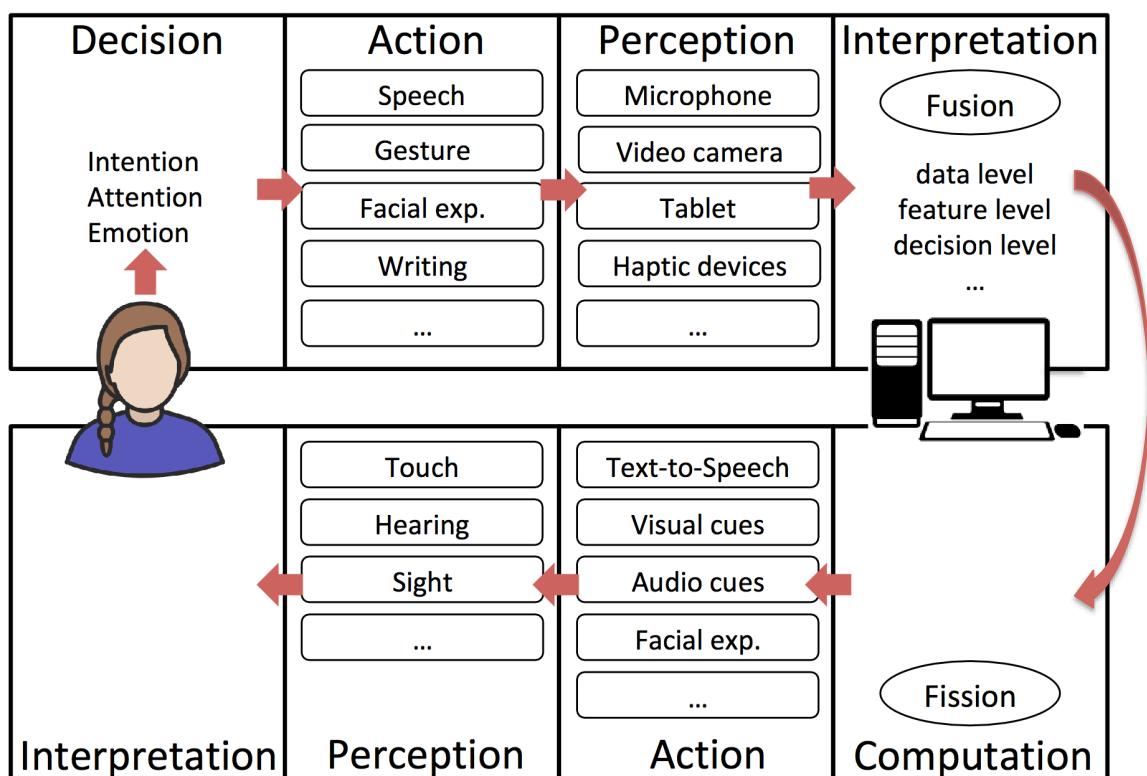 Decision
Intention
Attention
Emotion
Action
Speech
Gesture
Facial exp.
Writing
...
Perception
Microphone
Video camera
Tablet
Haptic devices
...
Interpretation
Fusion
data level
feature level
decision level
...
Interpretation
Touch
Hearing
Sight
...
Perception
Text-to-Speech
Visual cues
Audio cues
Facial exp.
...
Action
Fission
Computation